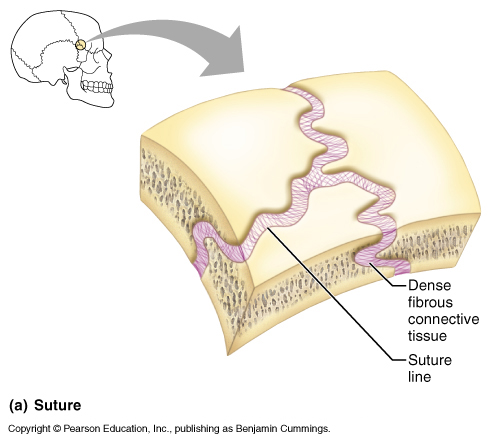 Dense
fibrous
connective
tissue
Suture
line
(a) Suture
Copyright © Pearson Education, Inc., publishing as Benjamin Cummings.